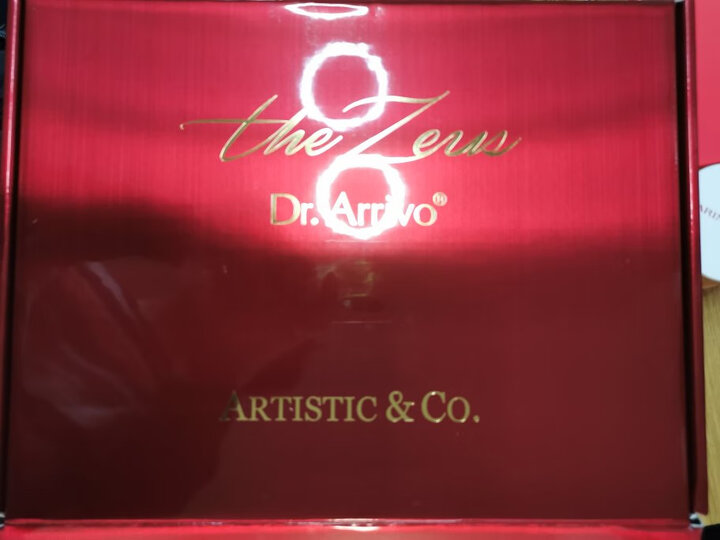 the Zeus
Dr. Arrivo®
ARTISTIC & CO.